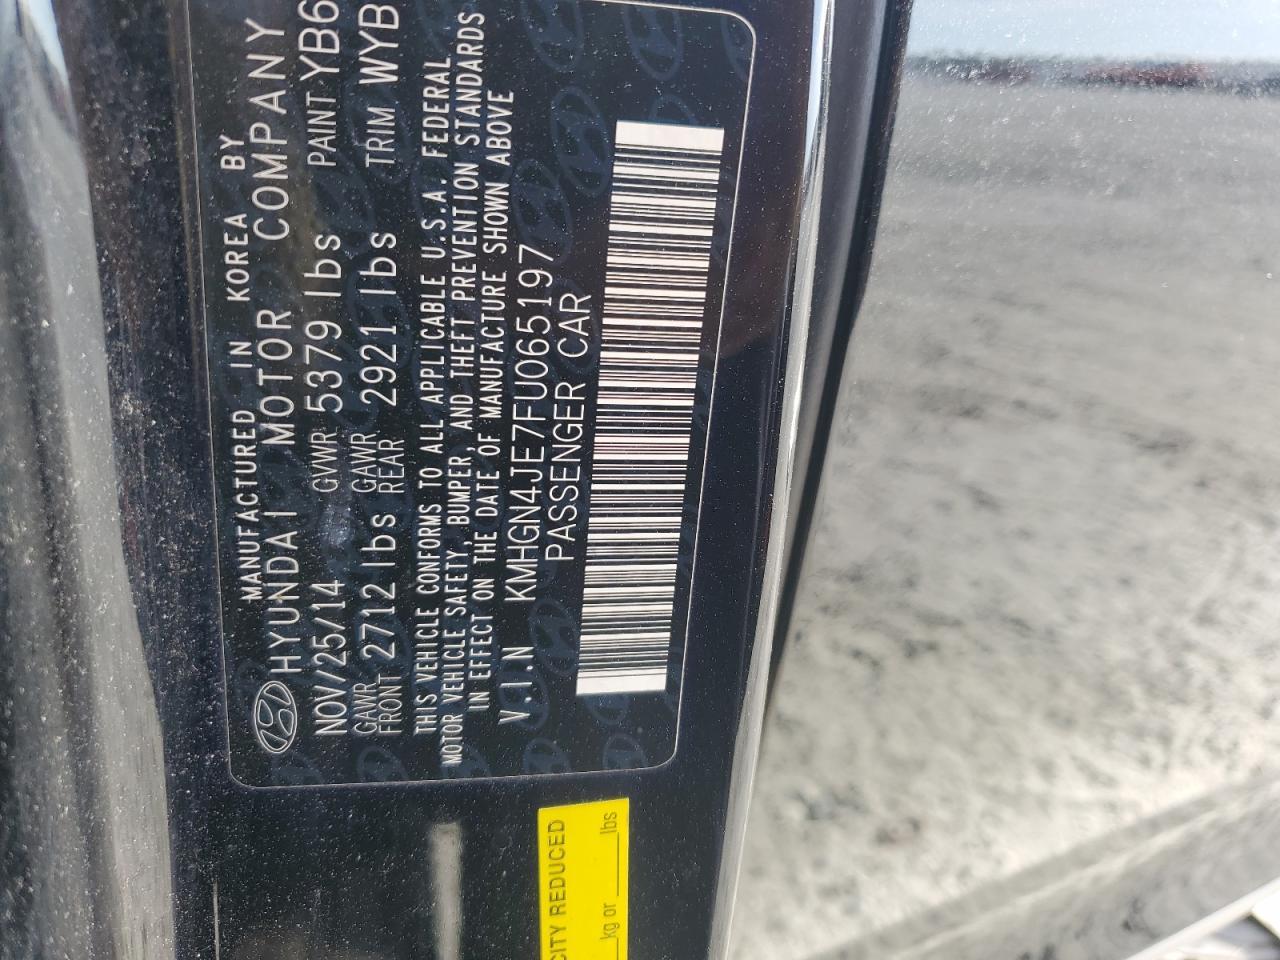 MANUFACTURED IN KOREA BY
HYUNDAI MOTOR COMPANY
NOV/25/14 GVWR 5379 lbs PAINT YB6
GAWR FRONT 2712 lbs GAWR REAR 2921 lbs TRIM WYB
THIS VEHICLE CONFORMS TO ALL APPLICABLE U.S.A. FEDERAL
MOTOR VEHICLE SAFETY, BUMPER, AND THEFT PREVENTION STANDARDS
IN EFFECT ON THE DATE OF MANUFACTURE SHOWN ABOVE
V.I.N KMHGN4JE7FU065197
PASSENGER CAR
CITY REDUCED
kg or lbs